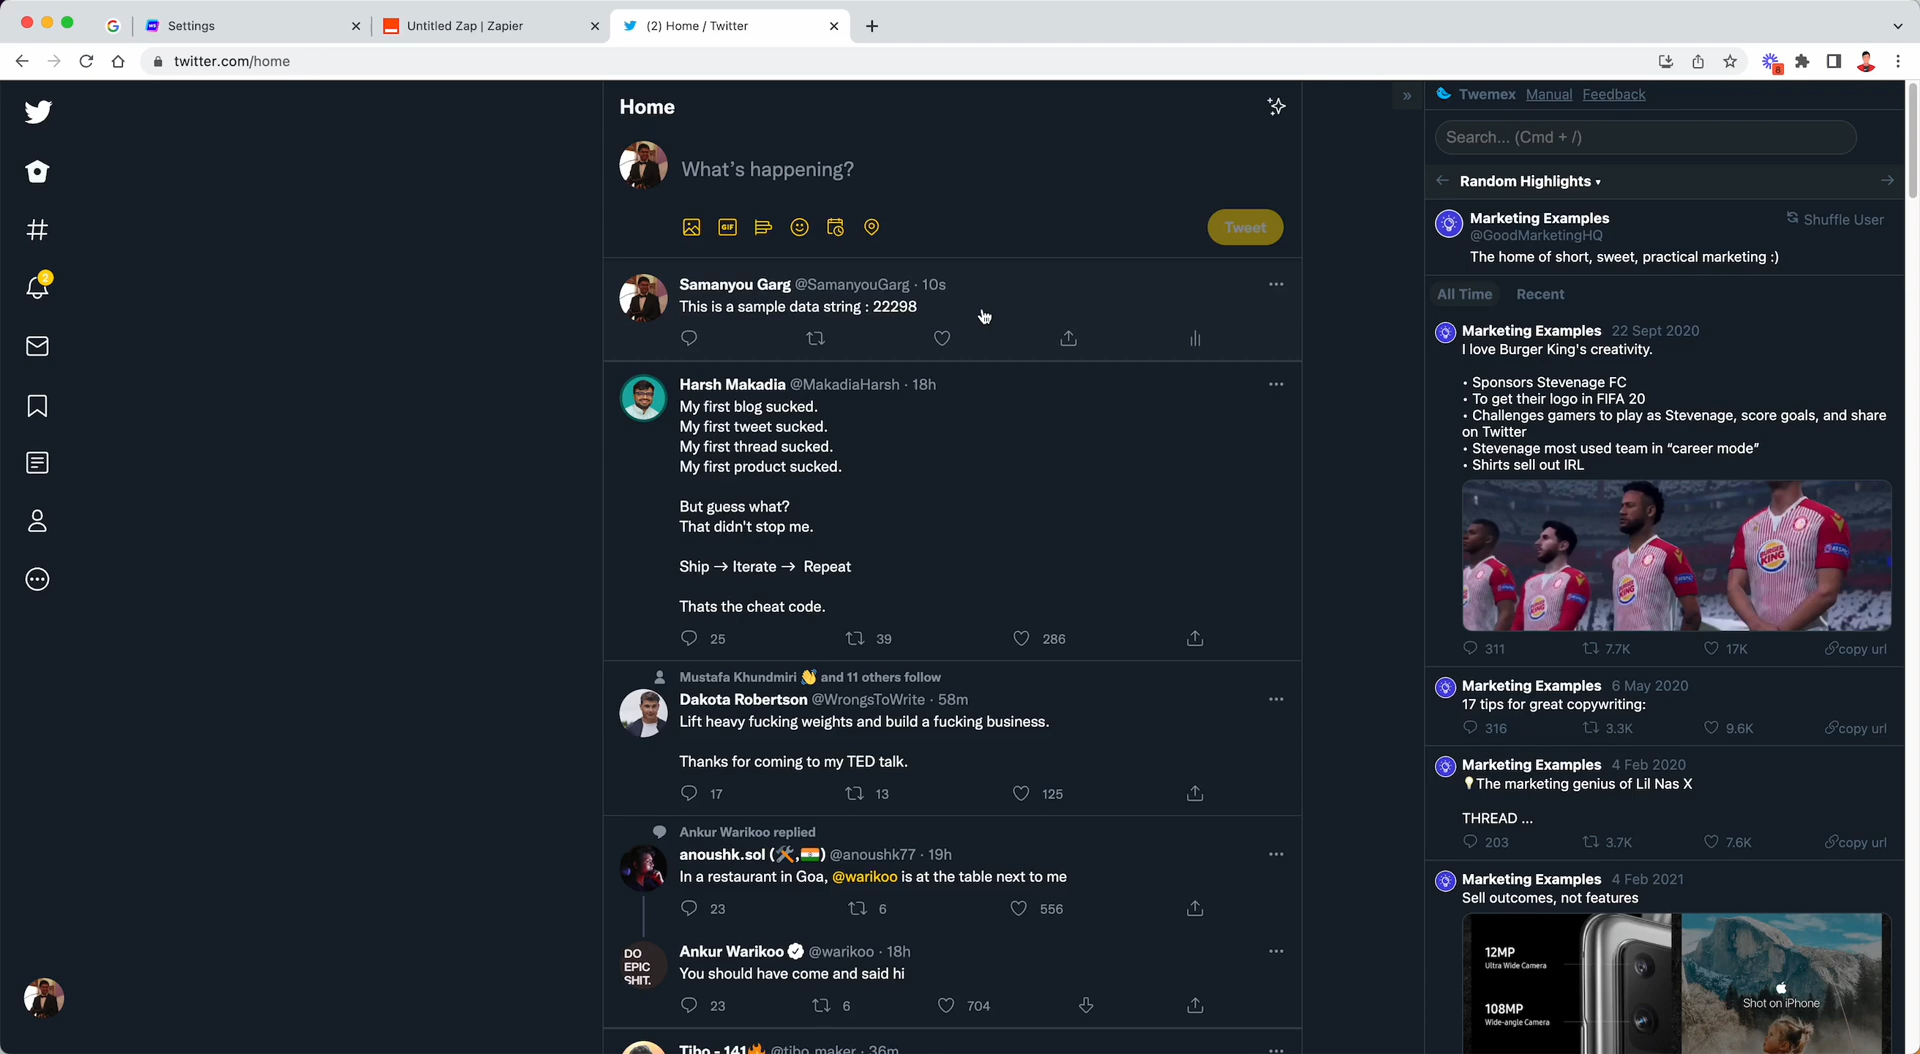 Settings
Untitled Zap | Zapier
(2) Home / Twitter
twitter.com/home
8
2
Home
What's happening?
GIF
Tweet
Samanyou Garg @SamanyouGarg · 10s
This is a sample data string : 22298
Harsh Makadia @MakadiaHarsh · 18h
My first blog sucked.
My first tweet sucked.
My first thread sucked.
My first product sucked.
But guess what?
That didn't stop me.
Ship → Iterate → Repeat
Thats the cheat code.
25 39 286
Mustafa Khundmiri 👋 and 11 others follow
Dakota Robertson @WrongsToWrite · 58m
Lift heavy fucking weights and build a fucking business.
Thanks for coming to my TED talk.
17 13 125
Ankur Warikoo replied
anoushk.sol (🛠️,🇮🇳) @anoushk77 · 19h
In a restaurant in Goa, @warikoo is at the table next to me
23 6 556
DO
EPIC
SHIT.
Ankur Warikoo @warikoo · 18h
You should have come and said hi
23 6 704
Tibo - 141🔥 @tibo_maker · 36m
» Twemex Manual Feedback
Search... (Cmd + /)
← Random Highlights ▾ →
Marketing Examples
Shuffle User
@GoodMarketingHQ
The home of short, sweet, practical marketing :)
All Time Recent
Marketing Examples 22 Sept 2020
I love Burger King's creativity.
• Sponsors Stevenage FC
• To get their logo in FIFA 20
• Challenges gamers to play as Stevenage, score goals, and share
on Twitter
• Stevenage most used team in “career mode”
• Shirts sell out IRL
BURGER
KING
311 7.7K 17K copy url
Marketing Examples 6 May 2020
17 tips for great copywriting:
316 3.3K 9.6K copy url
Marketing Examples 4 Feb 2020
💡The marketing genius of Lil Nas X
THREAD ...
203 3.7K 7.6K copy url
Marketing Examples 4 Feb 2021
Sell outcomes, not features
12MP
Ultra Wide Camera
108MP
Wide-angle Camera
Shot on iPhone